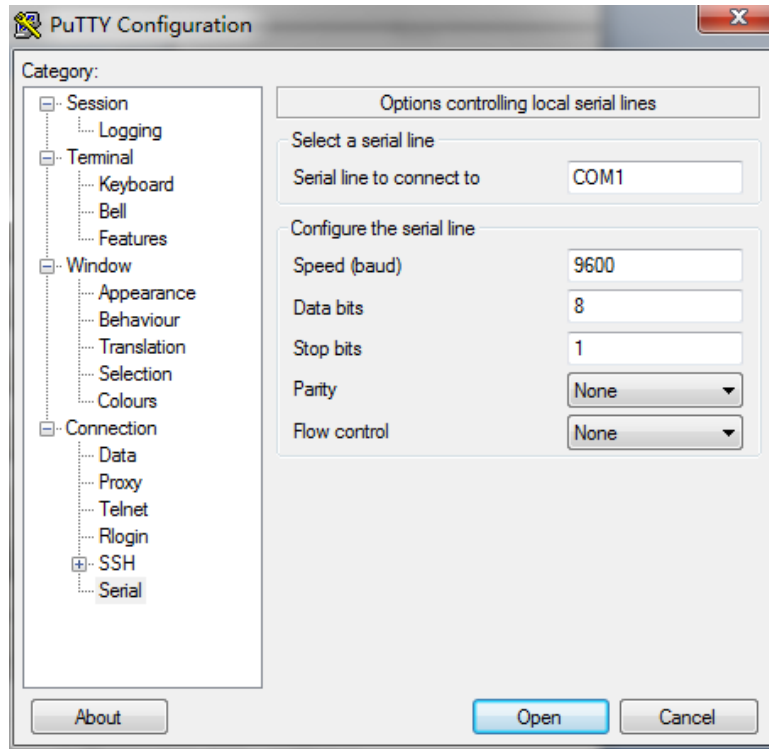 PuTTY Configuration
Category:
Session
Logging
Terminal
Keyboard
Bell
Features
Window
Appearance
Behaviour
Translation
Selection
Colours
Connection
Data
Proxy
Telnet
Rlogin
SSH
Serial
Options controlling local serial lines
Select a serial line
Serial line to connect to COM1
Configure the serial line
Speed (baud) 9600
Data bits 8
Stop bits 1
Parity None
Flow control None
About Open Cancel